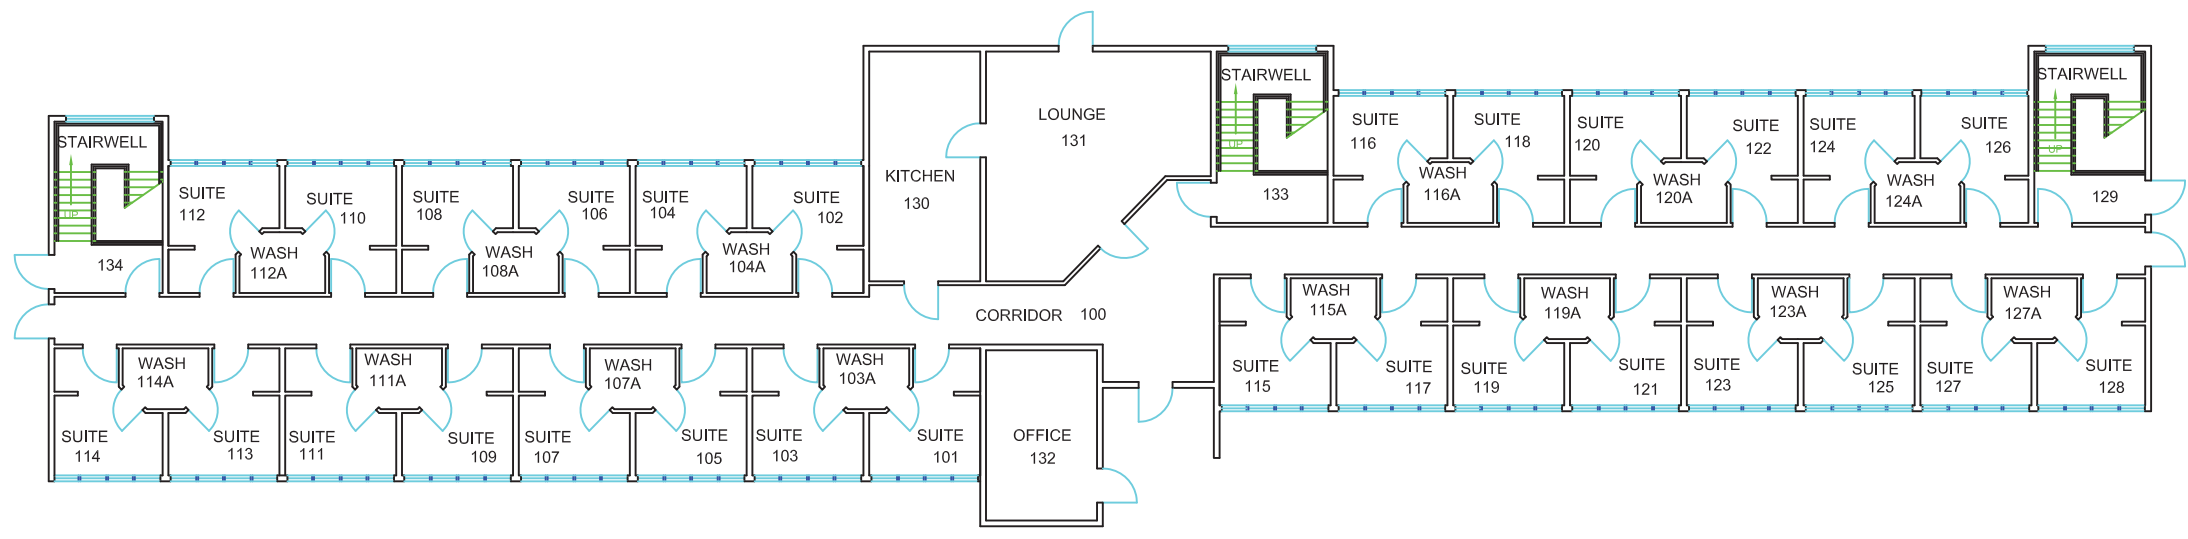 STAIRWELL
UP
134
SUITE
112
SUITE
110
WASH
112A
SUITE
108
SUITE
106
WASH
108A
SUITE
104
SUITE
102
WASH
104A
KITCHEN
130
LOUNGE
131
STAIRWELL
UP
133
SUITE
116
SUITE
118
WASH
116A
SUITE
120
SUITE
122
WASH
120A
SUITE
124
SUITE
126
WASH
124A
STAIRWELL
UP
129
CORRIDOR 100
WASH
114A
SUITE
114
SUITE
113
WASH
111A
SUITE
111
SUITE
109
WASH
107A
SUITE
107
SUITE
105
WASH
103A
SUITE
103
SUITE
101
OFFICE
132
WASH
115A
SUITE
115
SUITE
117
WASH
119A
SUITE
119
SUITE
121
WASH
123A
SUITE
123
SUITE
125
WASH
127A
SUITE
127
SUITE
128